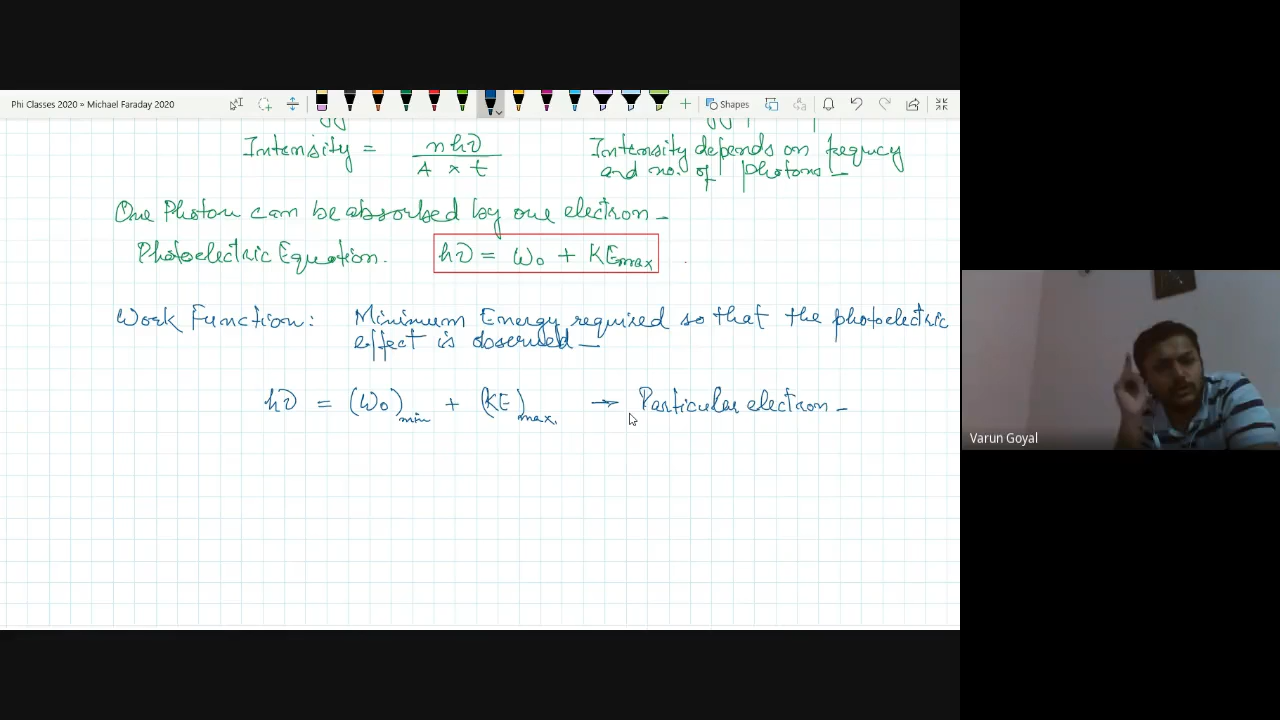 Phi Classes 2020 » Michael Faraday 2020
Shapes
Intensity = nhν / A × t
Intensity depends on frequcy
and no. of Photons –
One Photon can be absorbed by one electron –
Photoelectric Equation. hν = ω₀ + KEmax
Work Function: Minimum Energy required so that the photoelectric
effect is observed –
hν = (W₀)min + (KE)max. → Particular electron –
Varun Goyal